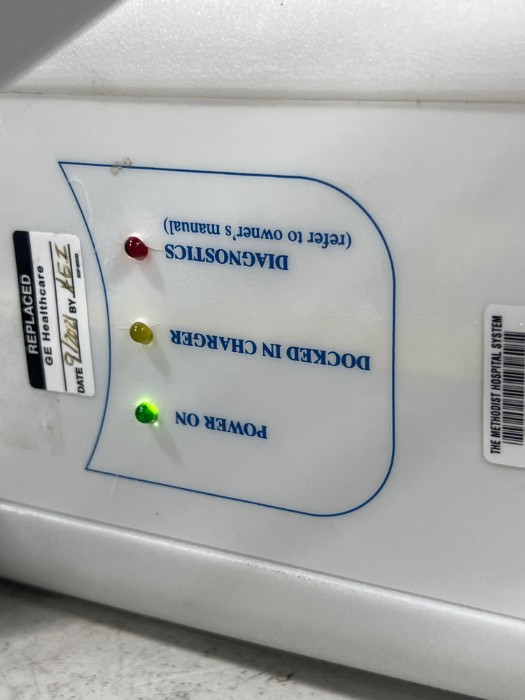 POWER ON
DOCKED IN CHARGER
DIAGNOSTICS
(refer to owner's manual)
REPLACED
GE Healthcare
DATE BY
THE METHODIST HOSPITAL SYSTEM